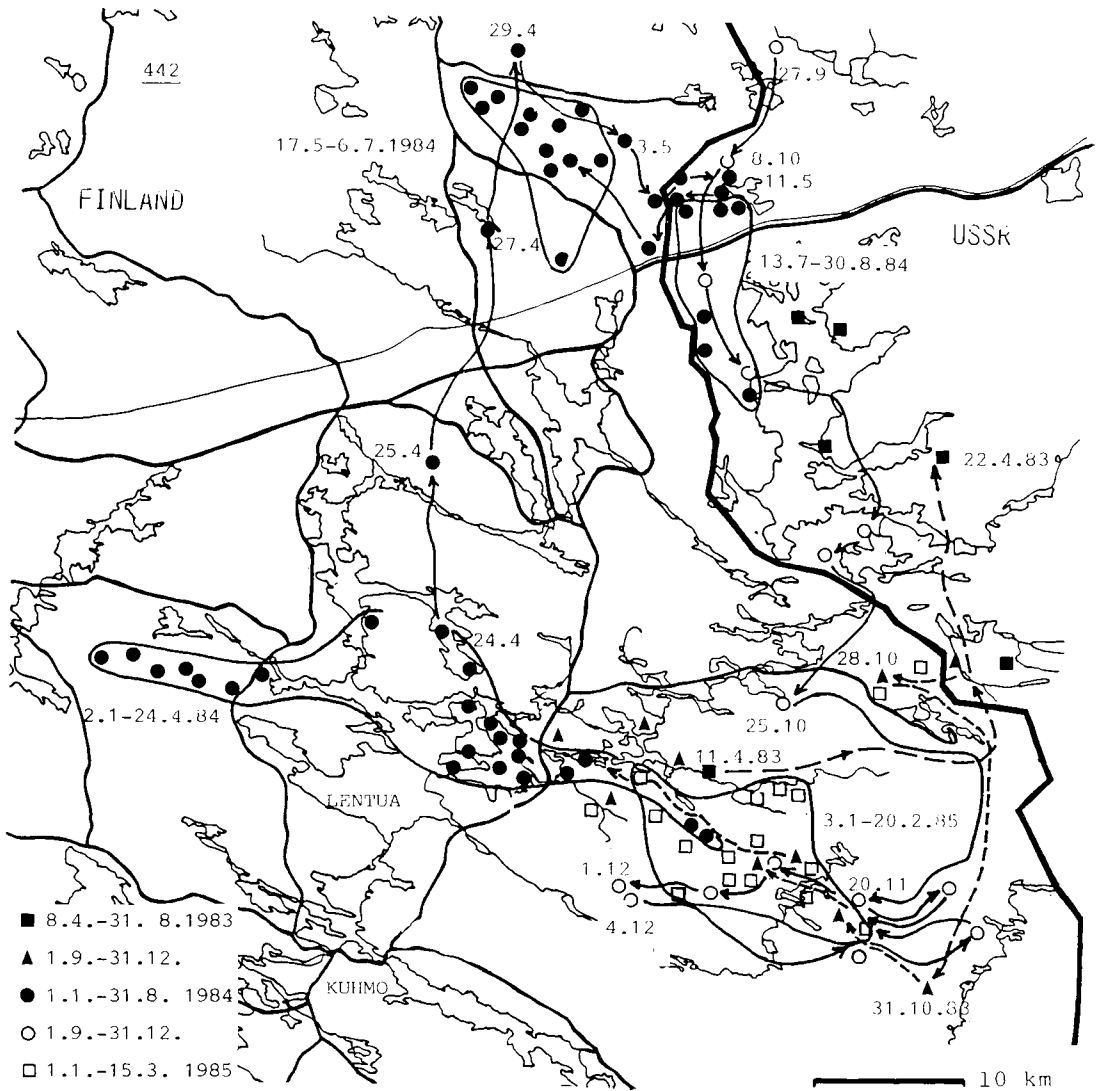 29.4
442
27.9
17.5-6.7.1984
3.5
8.10
11.5
FINLAND
USSR
27.4
13.7-30.8.84
25.4
22.4.83
24.4
28.10
2.1-24.4.84
25.10
11.4.83
LENTUA
3.1-20.2.85
1.12
20.11
4.12
■ 8.4.-31. 8.1983
▲ 1.9.-31.12.
● 1.1.-31.8. 1984
○ 1.9.-31.12.
□ 1.1.-15.3. 1985
KUHMO
31.10.83
10 km